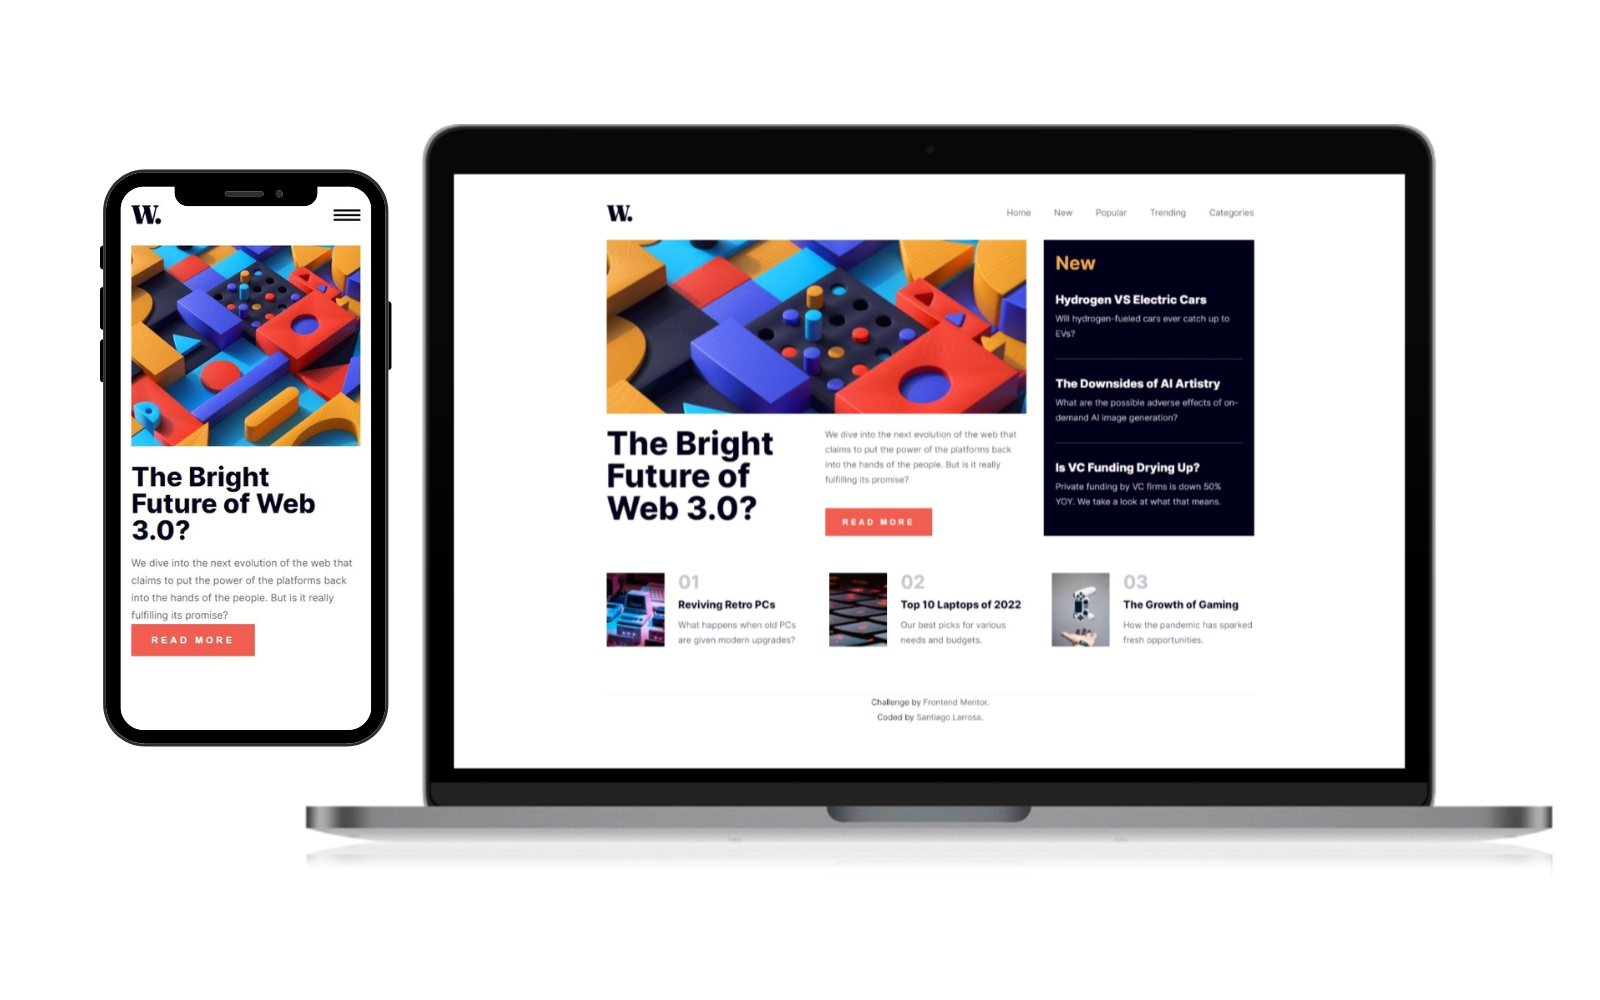 W.
The Bright
Future of Web
3.0?
We dive into the next evolution of the web that
claims to put the power of the platforms back
into the hands of the people. But is it really
fulfilling its promise?
READ MORE
W.
Home New Popular Trending Categories
The Bright
Future of
Web 3.0?
We dive into the next evolution of the web that
claims to put the power of the platforms back
into the hands of the people. But is it really
fulfilling its promise?
READ MORE
New
Hydrogen VS Electric Cars
Will hydrogen-fueled cars ever catch up to
EVs?
The Downsides of AI Artistry
What are the possible adverse effects of on-
demand AI image generation?
Is VC Funding Drying Up?
Private funding by VC firms is down 50%
YOY. We take a look at what that means.
01
Reviving Retro PCs
What happens when old PCs
are given modern upgrades?
02
Top 10 Laptops of 2022
Our best picks for various
needs and budgets.
03
The Growth of Gaming
How the pandemic has sparked
fresh opportunities.
Challenge by Frontend Mentor.
Coded by Santiago Larrosa.